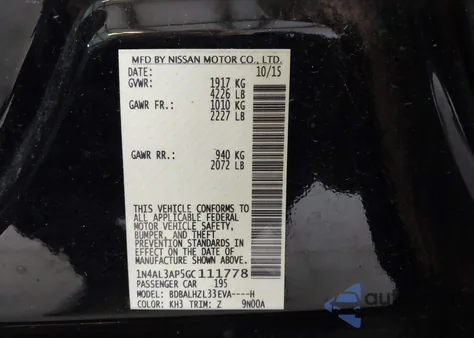 MFD BY NISSAN MOTOR CO., LTD.
DATE: 10/15
GVWR: 1917 KG
4226 LB
GAWR FR.: 1010 KG
2227 LB
GAWR RR.: 940 KG
2072 LB
THIS VEHICLE CONFORMS TO
ALL APPLICABLE FEDERAL
MOTOR VEHICLE SAFETY,
BUMPER, AND THEFT
PREVENTION STANDARDS IN
EFFECT ON THE DATE OF
MANUFACTURE SHOWN ABOVE.
1N4AL3AP5GC111778
PASSENGER CAR 195
MODEL: BDBALHZL33EVA----H
COLOR: KH3 TRIM: Z 9N00A